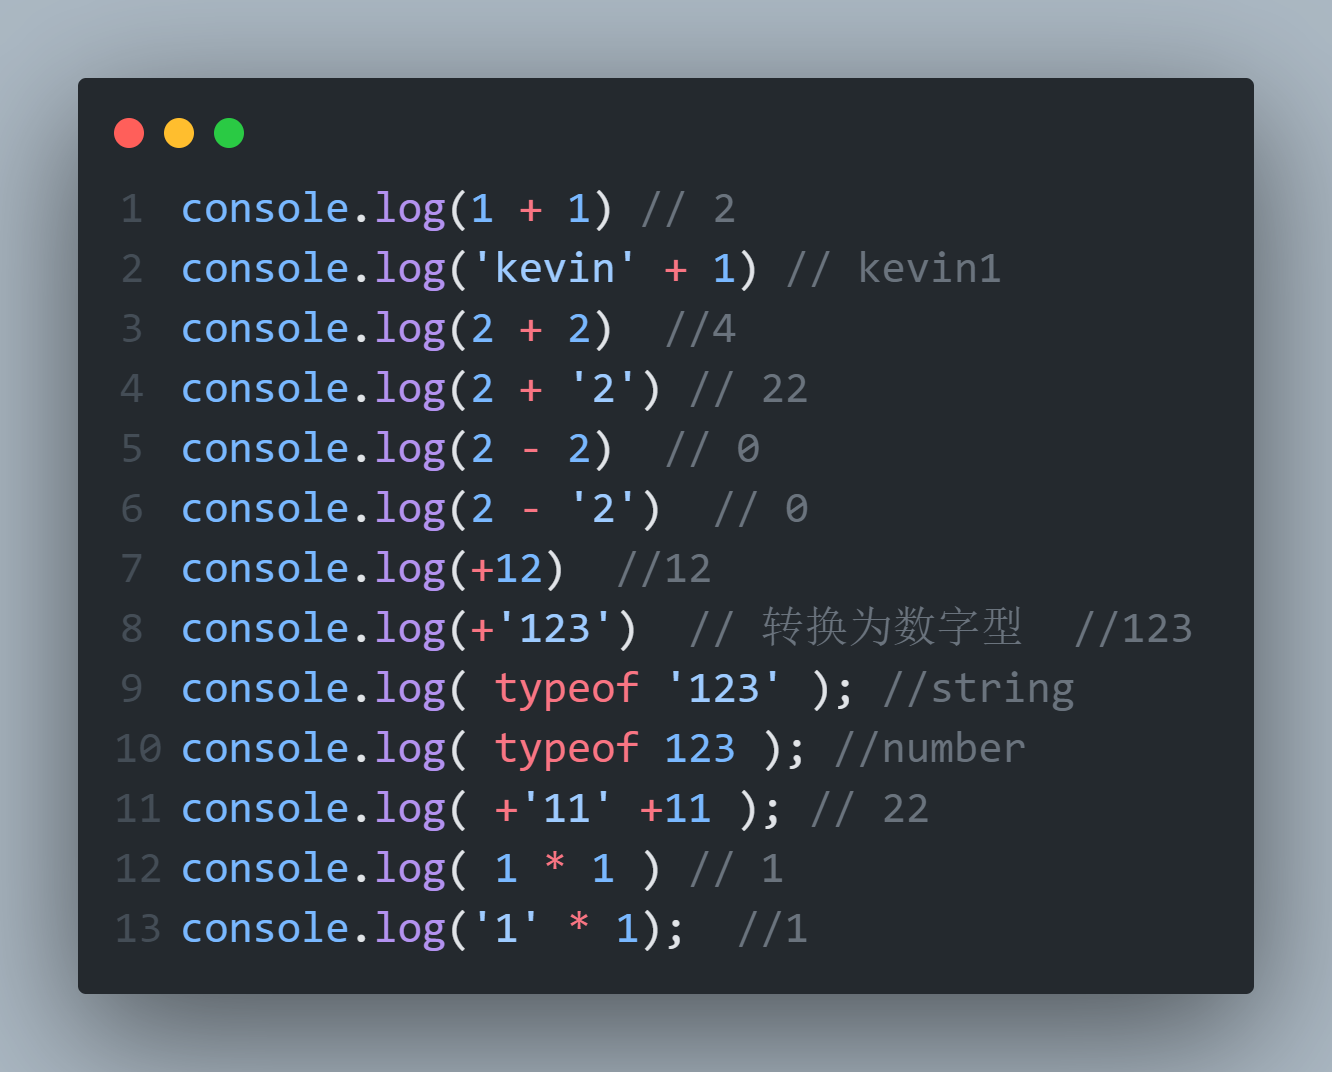 1 console.log(1 + 1) // 2
2 console.log('kevin' + 1) // kevin1
3 console.log(2 + 2)  //4
4 console.log(2 + '2') // 22
5 console.log(2 - 2)  // 0
6 console.log(2 - '2')  // 0
7 console.log(+12)  //12
8 console.log(+'123')  // 转换为数字型  //123
9 console.log( typeof '123' ); //string
10 console.log( typeof 123 ); //number
11 console.log( +'11' +11 ); // 22
12 console.log( 1 * 1 ) // 1
13 console.log('1' * 1);  //1